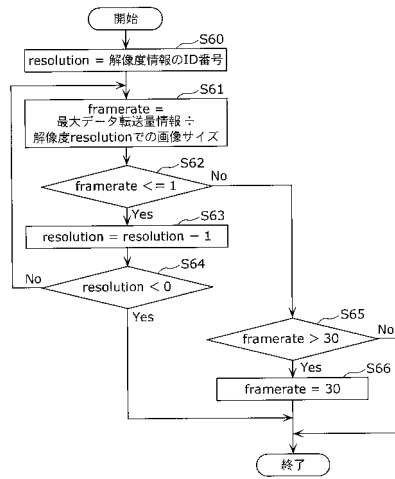 開始
S60
resolution = 解像度情報のID番号
S61
framerate =
最大データ転送量情報 ÷
解像度resolutionでの画像サイズ
S62
framerate <= 1
No
Yes
S63
resolution = resolution − 1
S64
resolution < 0
No
Yes
S65
framerate > 30
No
Yes
S66
framerate = 30
終了